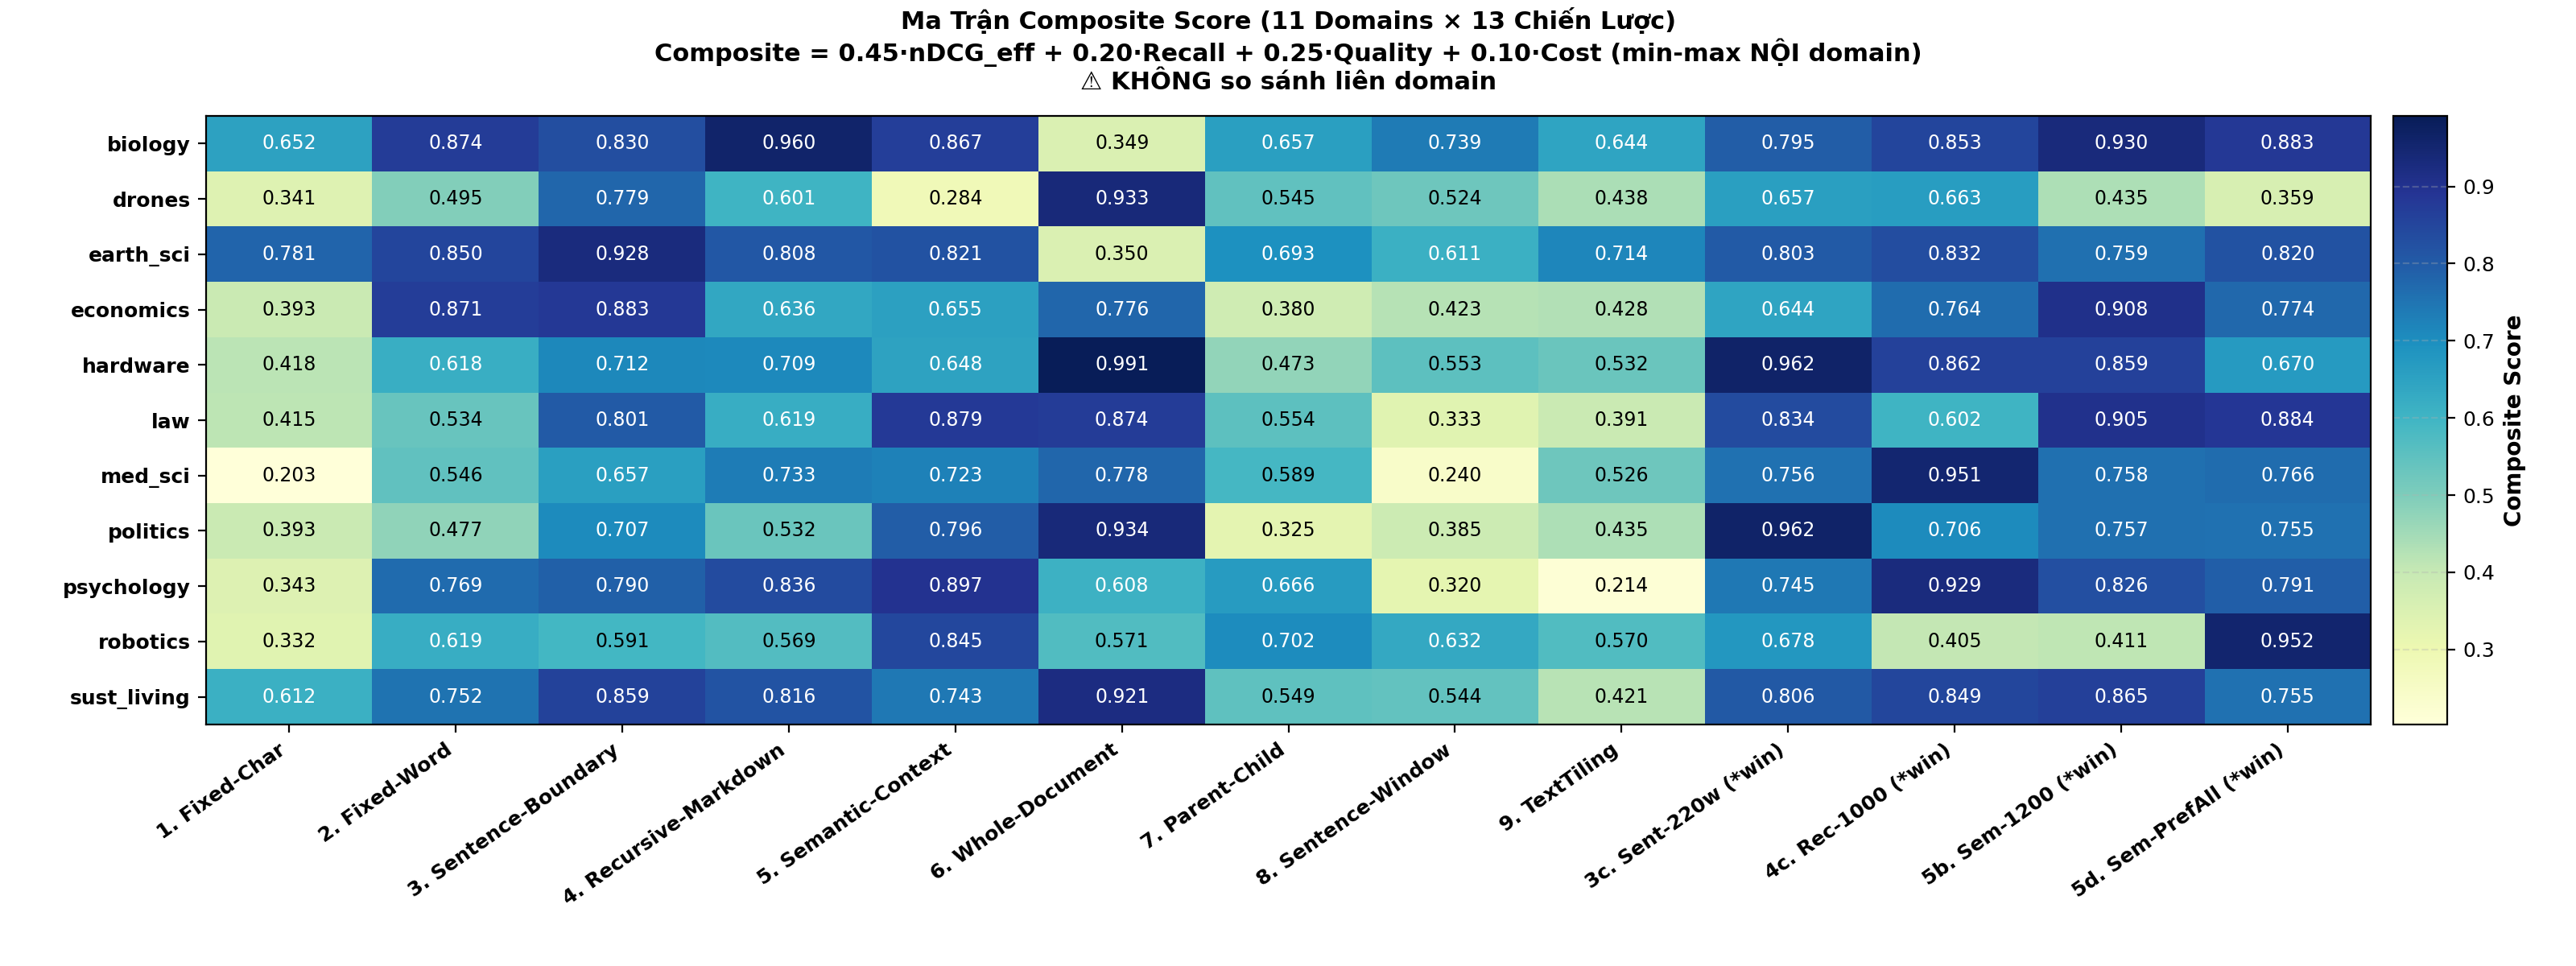 Ma Trận Composite Score (11 Domains × 13 Chiến Lược)
Composite = 0.45·nDCG_eff + 0.20·Recall + 0.25·Quality + 0.10·Cost (min-max NỘI domain)
⚠ KHÔNG so sánh liên domain
biology 0.652 0.874 0.830 0.960 0.867 0.349 0.657 0.739 0.644 0.795 0.853 0.930 0.883
drones 0.341 0.495 0.779 0.601 0.284 0.933 0.545 0.524 0.438 0.657 0.663 0.435 0.359
earth_sci 0.781 0.850 0.928 0.808 0.821 0.350 0.693 0.611 0.714 0.803 0.832 0.759 0.820
economics 0.393 0.871 0.883 0.636 0.655 0.776 0.380 0.423 0.428 0.644 0.764 0.908 0.774
hardware 0.418 0.618 0.712 0.709 0.648 0.991 0.473 0.553 0.532 0.962 0.862 0.859 0.670
law 0.415 0.534 0.801 0.619 0.879 0.874 0.554 0.333 0.391 0.834 0.602 0.905 0.884
med_sci 0.203 0.546 0.657 0.733 0.723 0.778 0.589 0.240 0.526 0.756 0.951 0.758 0.766
politics 0.393 0.477 0.707 0.532 0.796 0.934 0.325 0.385 0.435 0.962 0.706 0.757 0.755
psychology 0.343 0.769 0.790 0.836 0.897 0.608 0.666 0.320 0.214 0.745 0.929 0.826 0.791
robotics 0.332 0.619 0.591 0.569 0.845 0.571 0.702 0.632 0.570 0.678 0.405 0.411 0.952
sust_living 0.612 0.752 0.859 0.816 0.743 0.921 0.549 0.544 0.421 0.806 0.849 0.865 0.755
1. Fixed-Char
2. Fixed-Word
3. Sentence-Boundary
4. Recursive-Markdown
5. Semantic-Context
6. Whole-Document
7. Parent-Child
8. Sentence-Window
9. TextTiling
3c. Sent-220w (*win)
4c. Rec-1000 (*win)
5b. Sem-1200 (*win)
5d. Sem-PrefAll (*win)
0.9
0.8
0.7
0.6
0.5
0.4
0.3
Composite Score